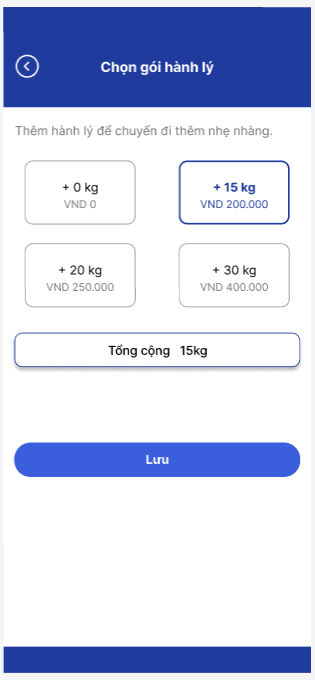 Chọn gói hành lý
Thêm hành lý để chuyến đi thêm nhẹ nhàng.
+ 0 kg
VND 0
+ 15 kg
VND 200.000
+ 20 kg
VND 250.000
+ 30 kg
VND 400.000
Tổng cộng 15kg
Lưu